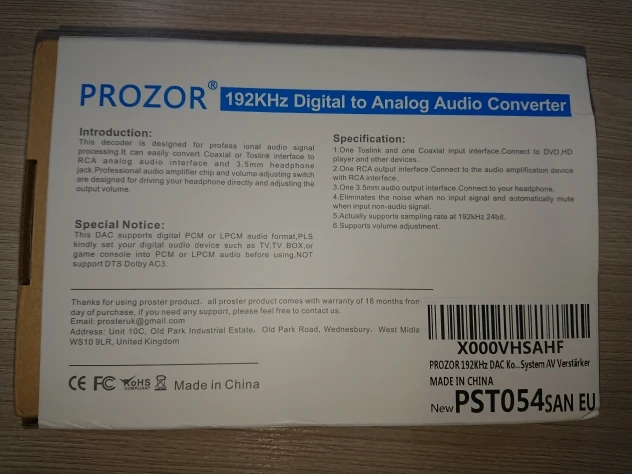 PROZOR®
192KHz Digital to Analog Audio Converter
Introduction:
This decoder is designed for profess ional audio signal
processing.It can easily convert Coaxial or Toslink interface to
RCA analog audio interface and 3.5mm headphone
jack.Professional audio amplifier chip and volume adjusting switch
are designed for driving your headphone directly and adjusting the
output volume.
Special Notice:
This DAC supports digital PCM or LPCM audio format,PLS
kindly set your digital audio device such as TV,TV BOX,or
game console into PCM or LPCM audio before using,NOT
support DTS Dolby AC3.
Specification:
1.One Toslink and one Coaxial input interface.Connect to DVD,HD
player and other devices.
2.One RCA output interface.Connect to the audio amplification device
with RCA interface.
3.One 3.5mm audio output interface.Connect to your headphone.
4.Eliminates the noise when no input signal and automatically mute
when input non-audio signal.
5.Actually supports sampling rate at 192kHz 24bit.
6.Supports volume adjustment.
Thanks for using proster product, all proster product comes with warranty of 18 months from
day of purchase, if you need any support, please feel free to contact us.
Email: prosteruk@gmail.com
Address: Unit 10C, Old Park Industrial Estate, Old Park Road, Wednesbury, West Midla
WS10 9LR, United Kingdom
CE FC RoHS COMPLIANT Made in China
X000VHSAHF
PROZOR 192KHz DAC Ko...System AV Verstärker
MADE IN CHINA
New PST054SAN EU